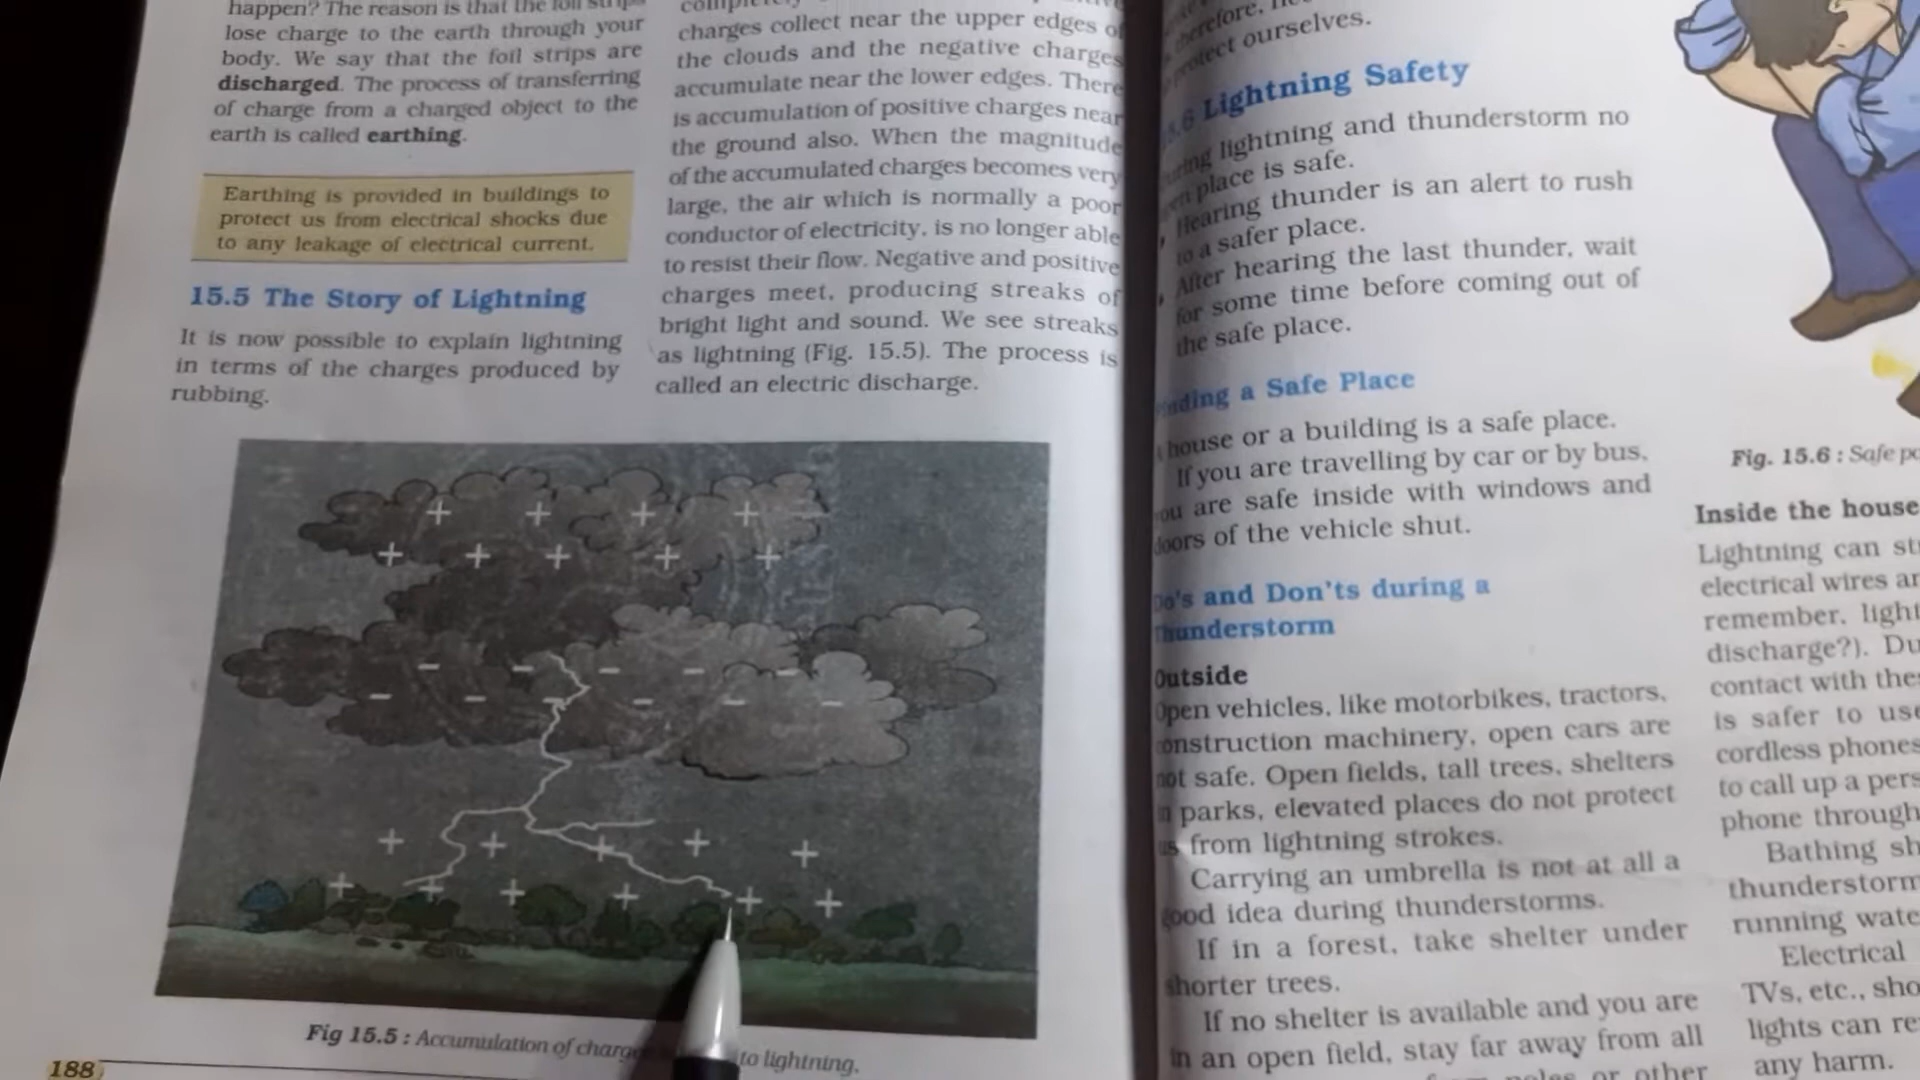 happen? The reason is that the foil strips
lose charge to the earth through your
body. We say that the foil strips are
discharged. The process of transferring
of charge from a charged object to the
earth is called earthing.
Earthing is provided in buildings to
protect us from electrical shocks due
to any leakage of electrical current.
15.5 The Story of Lightning
It is now possible to explain lightning
in terms of the charges produced by
rubbing.
charges collect near the upper edges of
the clouds and the negative charges
accumulate near the lower edges. There
is accumulation of positive charges near
the ground also. When the magnitude
of the accumulated charges becomes very
large, the air which is normally a poor
conductor of electricity, is no longer able
to resist their flow. Negative and positive
charges meet, producing streaks of
bright light and sound. We see streaks
as lightning (Fig. 15.5). The process is
called an electric discharge.
Fig 15.5 : Accumulation of to lightning.
188
therefore,
protect ourselves.
Lightning Safety
lightning and thunderstorm no
place is safe.
Hearing thunder is an alert to rush
to a safer place.
After hearing the last thunder, wait
for some time before coming out of
the safe place.
a Safe Place
house or a building is a safe place.
If you are travelling by car or by bus,
you are safe inside with windows and
doors of the vehicle shut.
Do's and Don'ts during a
Thunderstorm
Outside
Open vehicles, like motorbikes, tractors,
construction machinery, open cars are
not safe. Open fields, tall trees, shelters
parks, elevated places do not protect
us from lightning strokes.
Carrying an umbrella is not at all a
good idea during thunderstorms.
If in a forest, take shelter under
shorter trees.
If no shelter is available and you are
in an open field, stay far away from all
or other
Fig. 15.6 : Safe
Inside the house
Lightning can
electrical wires
remember,
discharge?).
contact with
is safer to
cordless phones
to call up a
phone through
Bathing
thunderstorm
running
Electrical
TVs, etc.,
lights can
any harm.